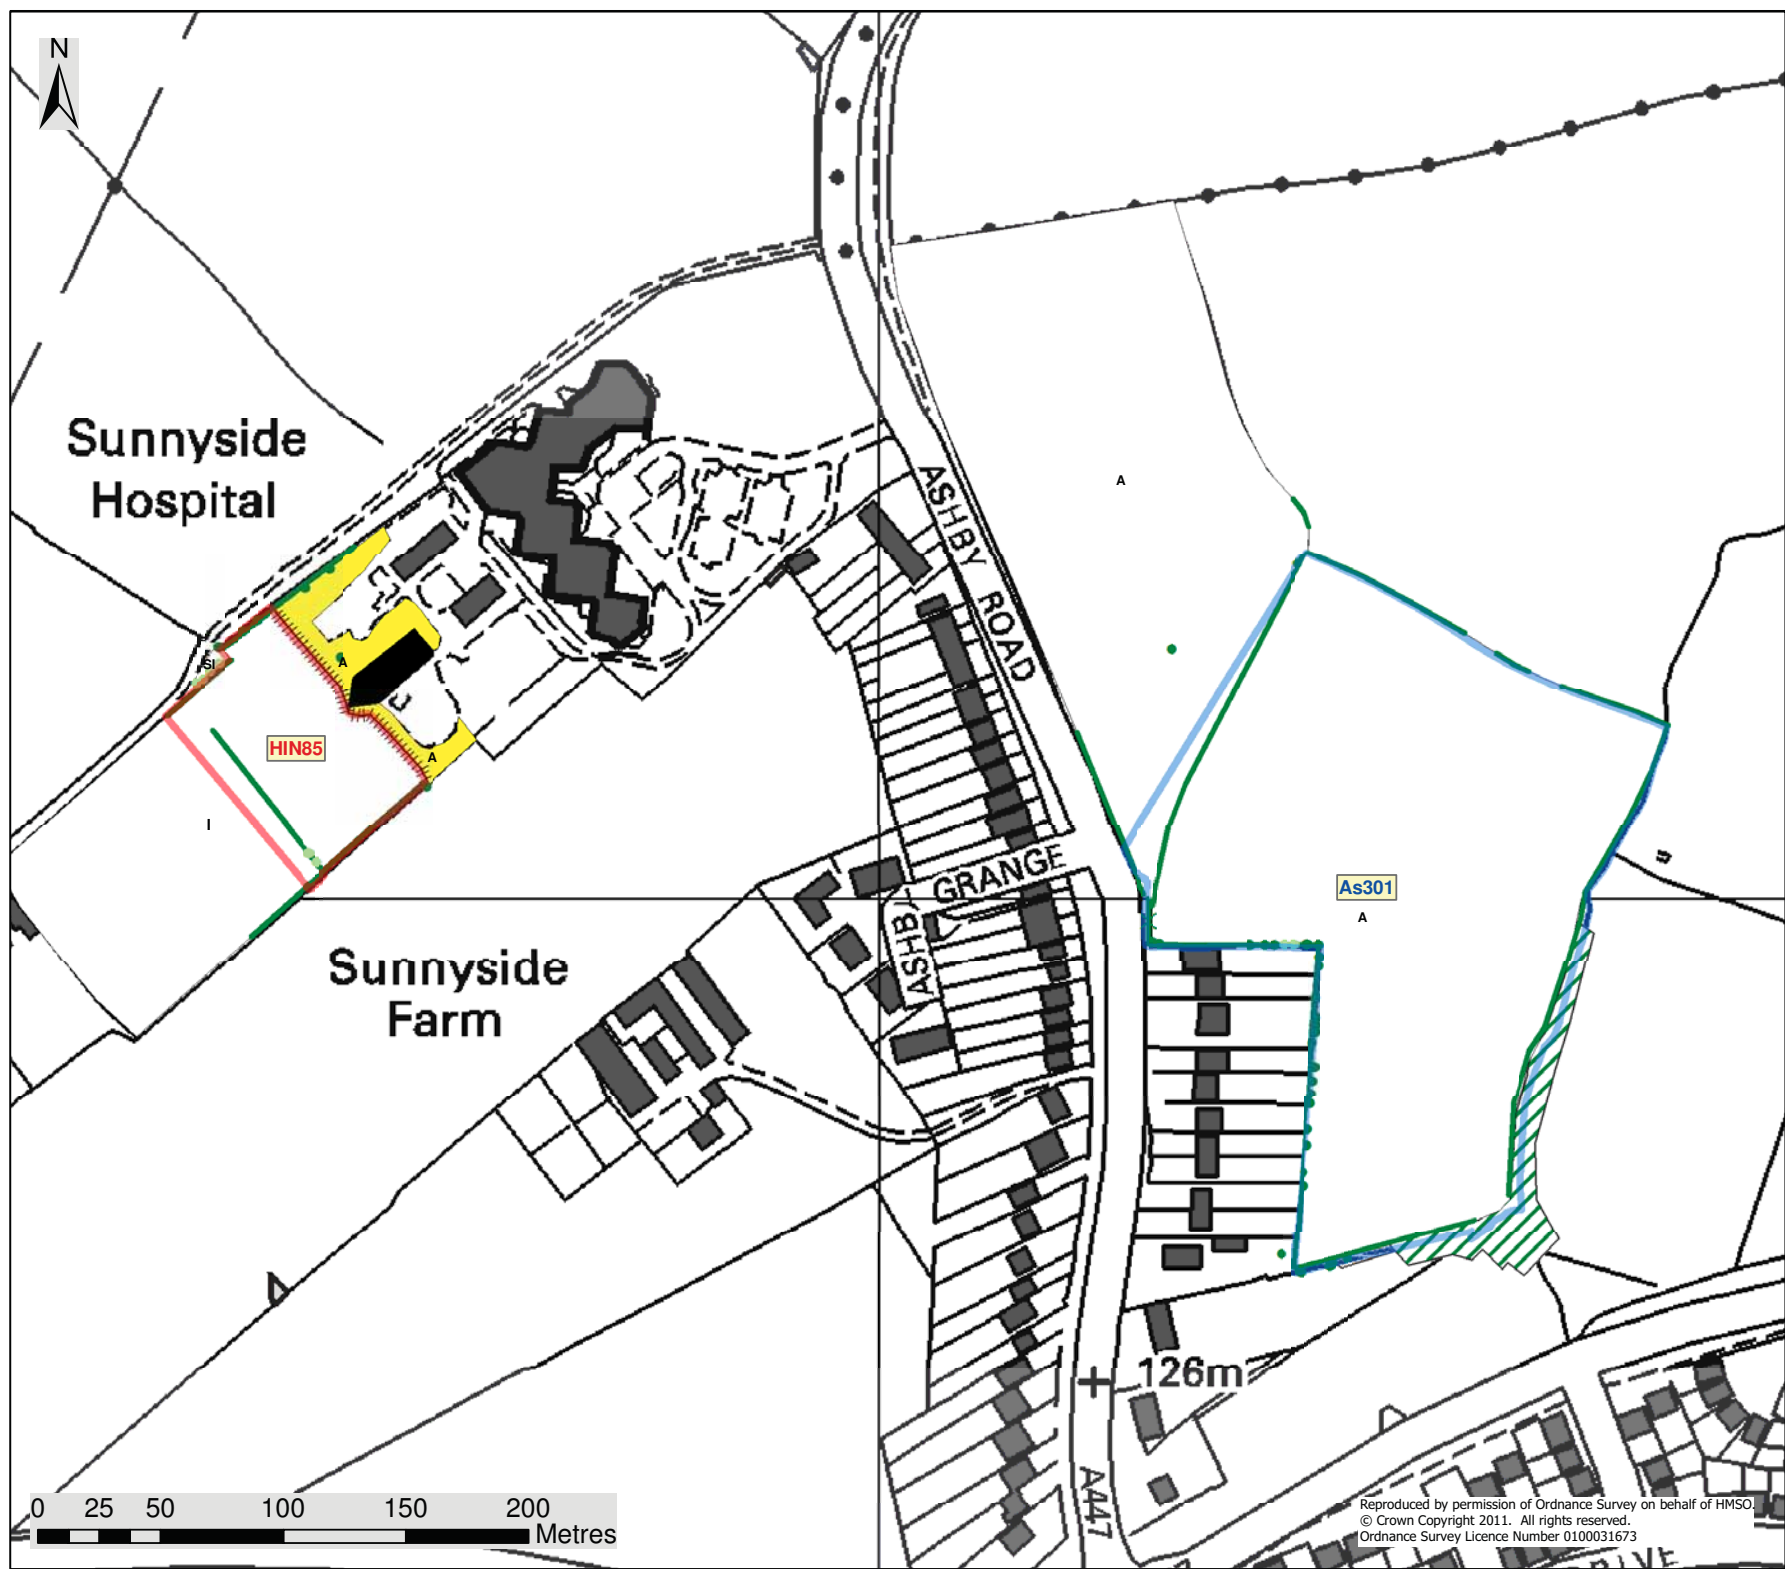 N
Sunnyside
Hospital
ASHBY ROAD
A
SI
A
HIN85
A
I
ASHBY GRANGE
As301
A
Sunnyside
Farm
126m
A447
0 25 50 100 150 200
Metres
Reproduced by permission of Ordnance Survey on behalf of HMSO.
© Crown Copyright 2011. All rights reserved.
Ordnance Survey Licence Number 0100031673
DRIVE